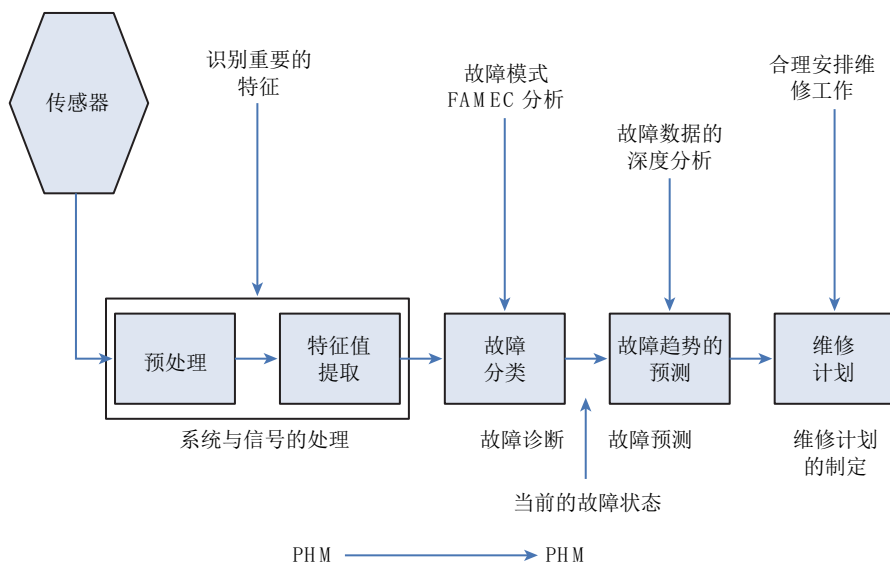 传感器
识别重要的
特征
故障模式
FAMEC 分析
故障数据的
深度分析
合理安排维
修工作
预处理
特征值
提取
故障
分类
故障趋势的
预测
维修
计划
系统与信号的处理
故障诊断
故障预测
维修计划
的制定
当前的故障状态
PHM
PHM